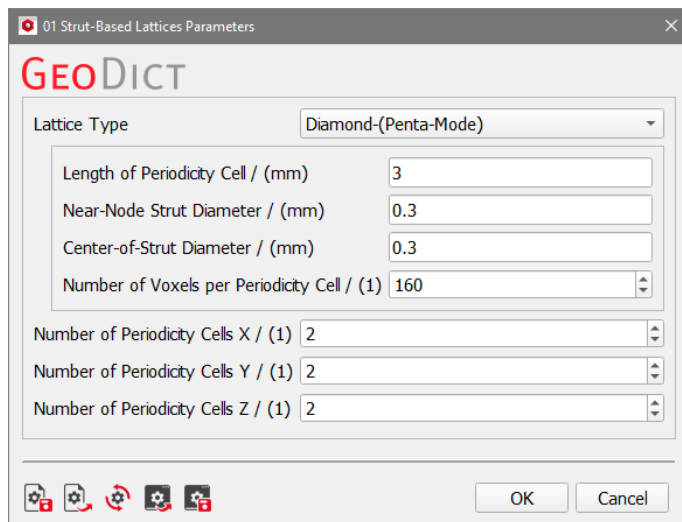 01 Strut-Based Lattices Parameters
GEODICT
Lattice Type Diamond-(Penta-Mode)
Length of Periodicity Cell / (mm) 3
Near-Node Strut Diameter / (mm) 0.3
Center-of-Strut Diameter / (mm) 0.3
Number of Voxels per Periodicity Cell / (1) 160
Number of Periodicity Cells X / (1) 2
Number of Periodicity Cells Y / (1) 2
Number of Periodicity Cells Z / (1) 2
OK Cancel